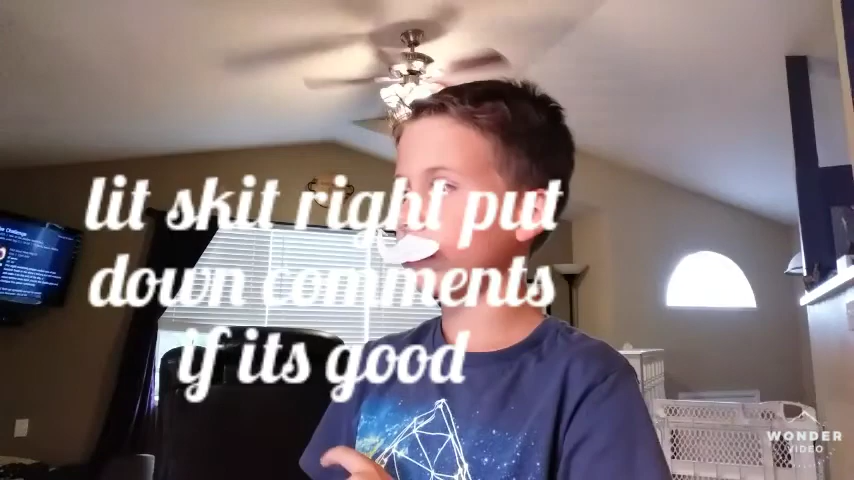 lit skit right put
down comments
if its good
WONDER
VIDEO